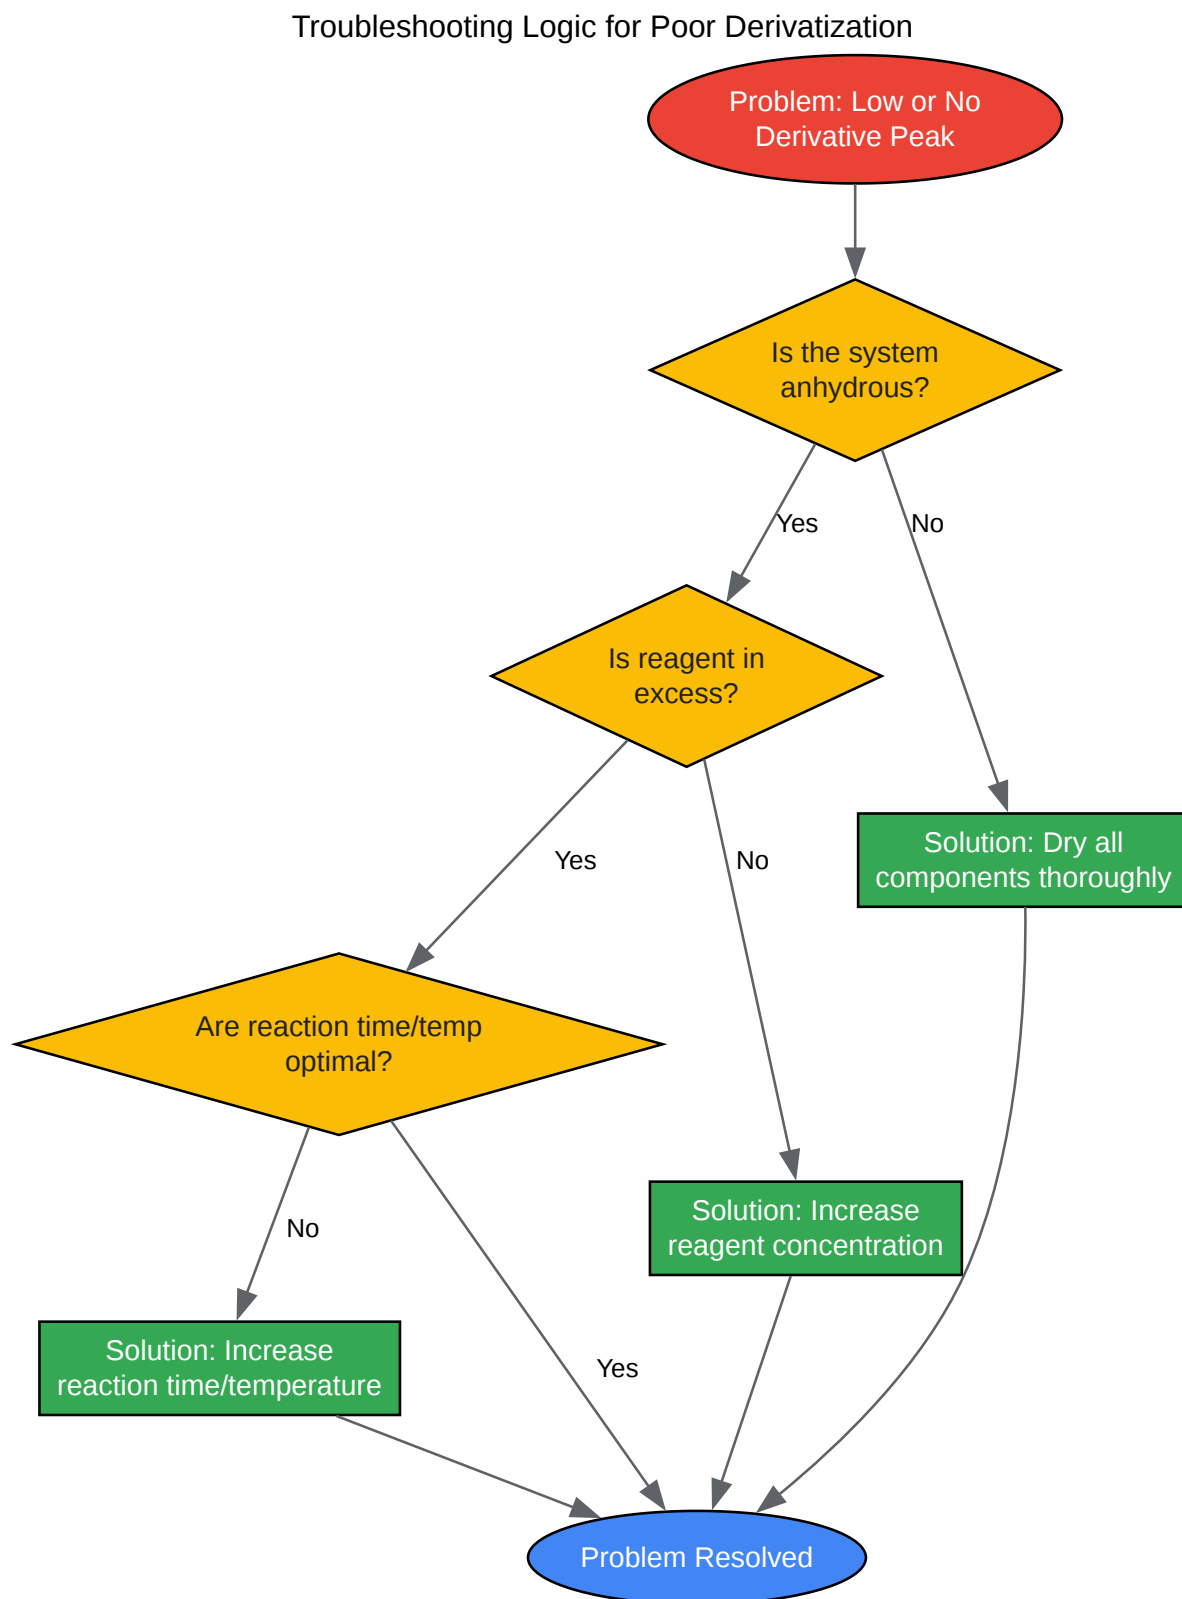 Troubleshooting Logic for Poor Derivatization
Problem: Low or No
Derivative Peak
Is the system
anhydrous?
Yes
No
Is reagent in
excess?
Yes
No
Solution: Dry all
components thoroughly
Are reaction time/temp
optimal?
No
Yes
Solution: Increase
reagent concentration
Solution: Increase
reaction time/temperature
Problem Resolved